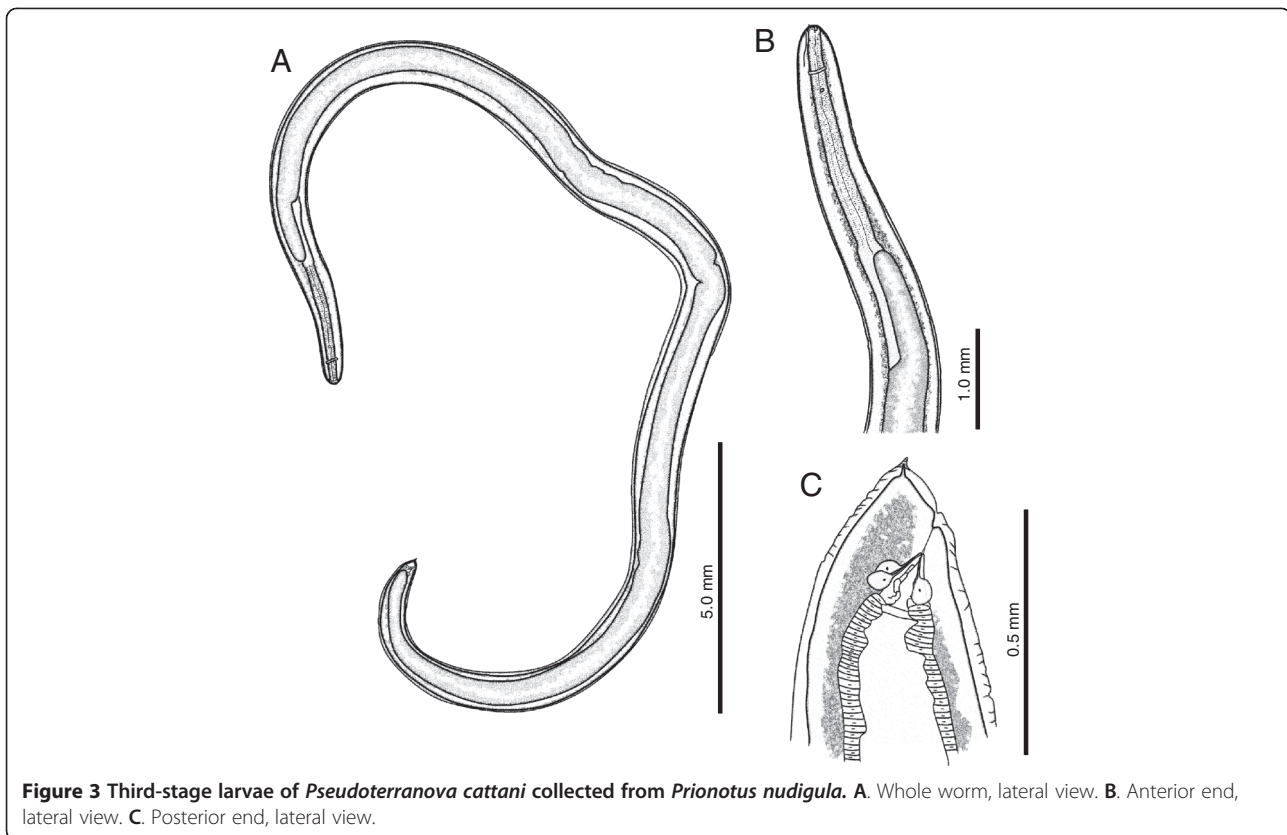 A
B
1.0 mm
5.0 mm
C
0.5 mm
Figure 3 Third-stage larvae of Pseudoterranova cattani collected from Prionotus nudigula. A. Whole worm, lateral view. B. Anterior end,
lateral view. C. Posterior end, lateral view.